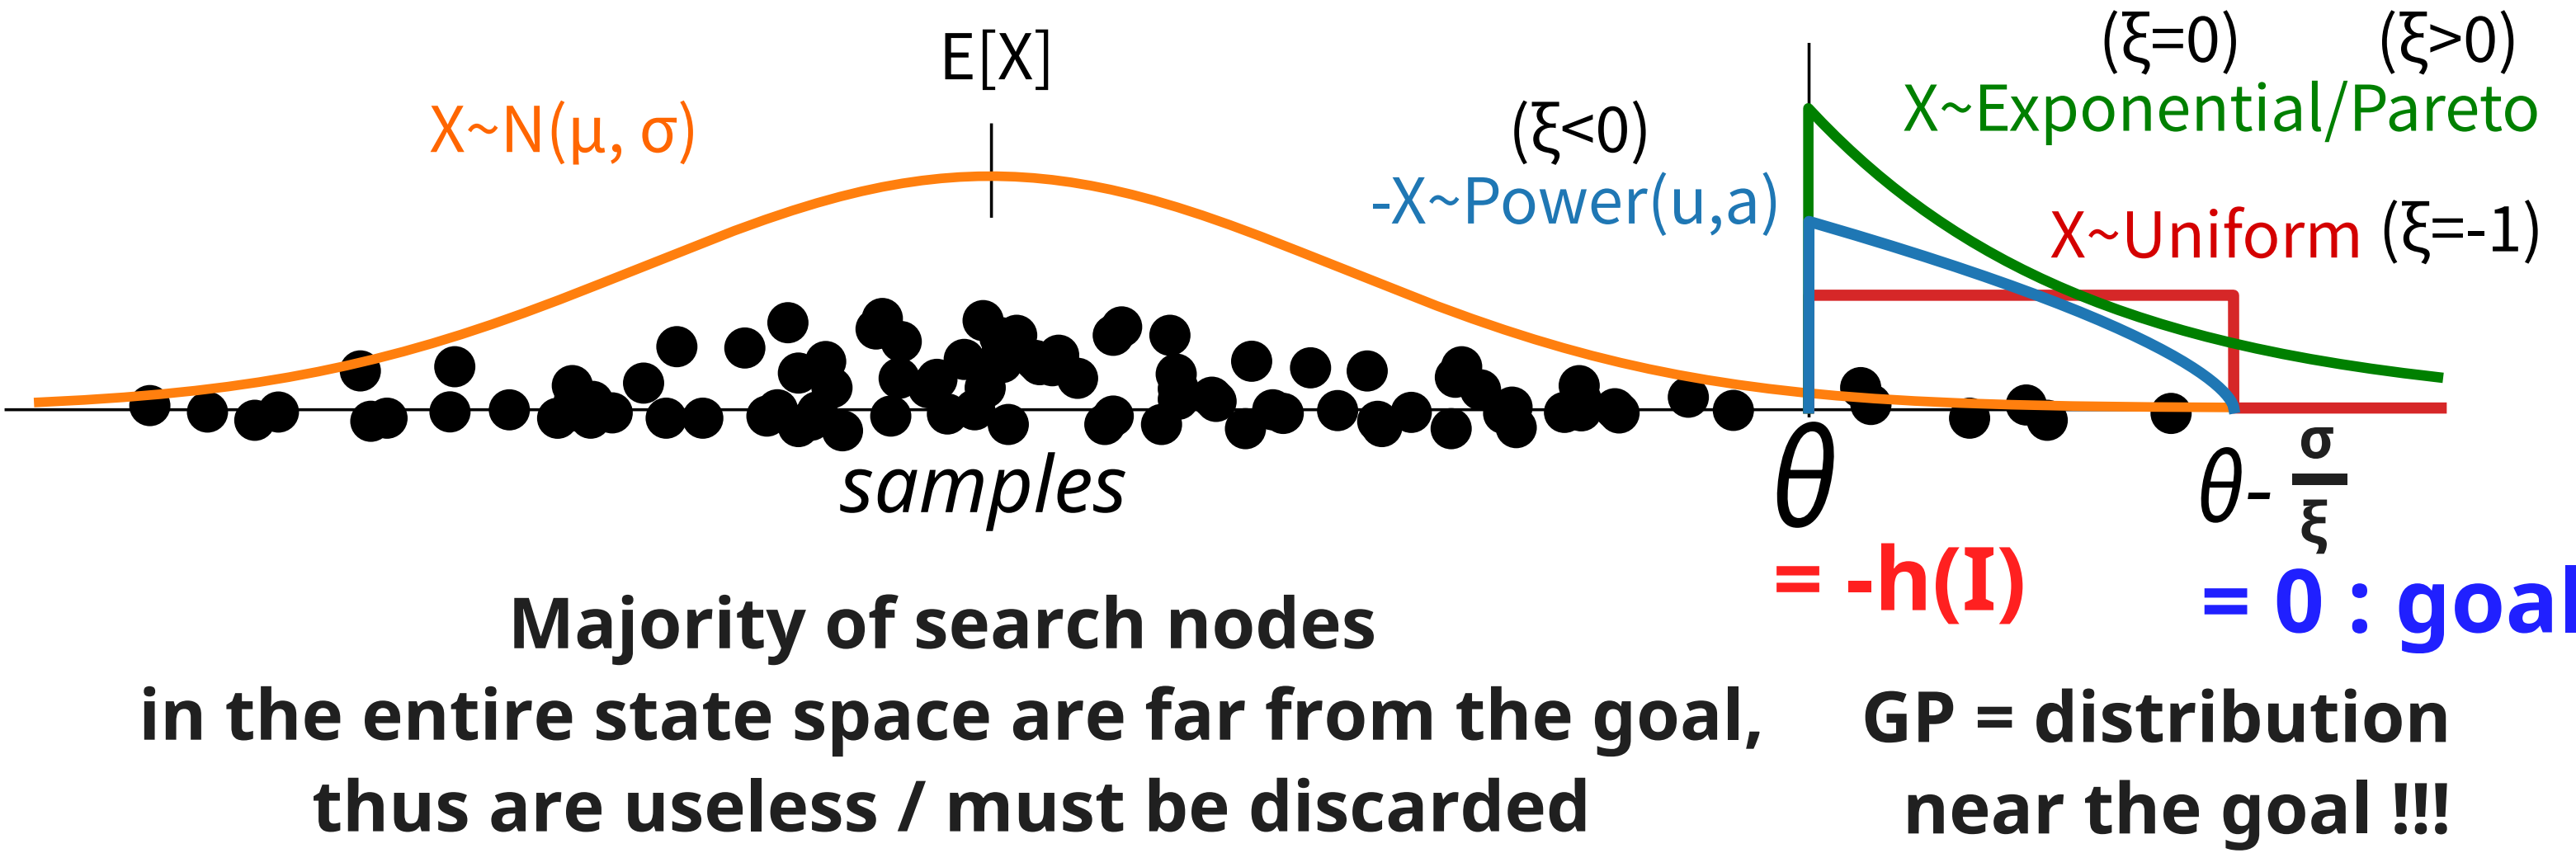 E[X]
X~N(μ, σ)
(ξ<0)
-X~Power(u,a)
(ξ=0) (ξ>0)
X~Exponential/Pareto
X~Uniform (ξ=-1)
samples
θ
= -h(I)
θ- σ/ξ
= 0 : goal
Majority of search nodes
in the entire state space are far from the goal,
thus are useless / must be discarded
GP = distribution
near the goal !!!